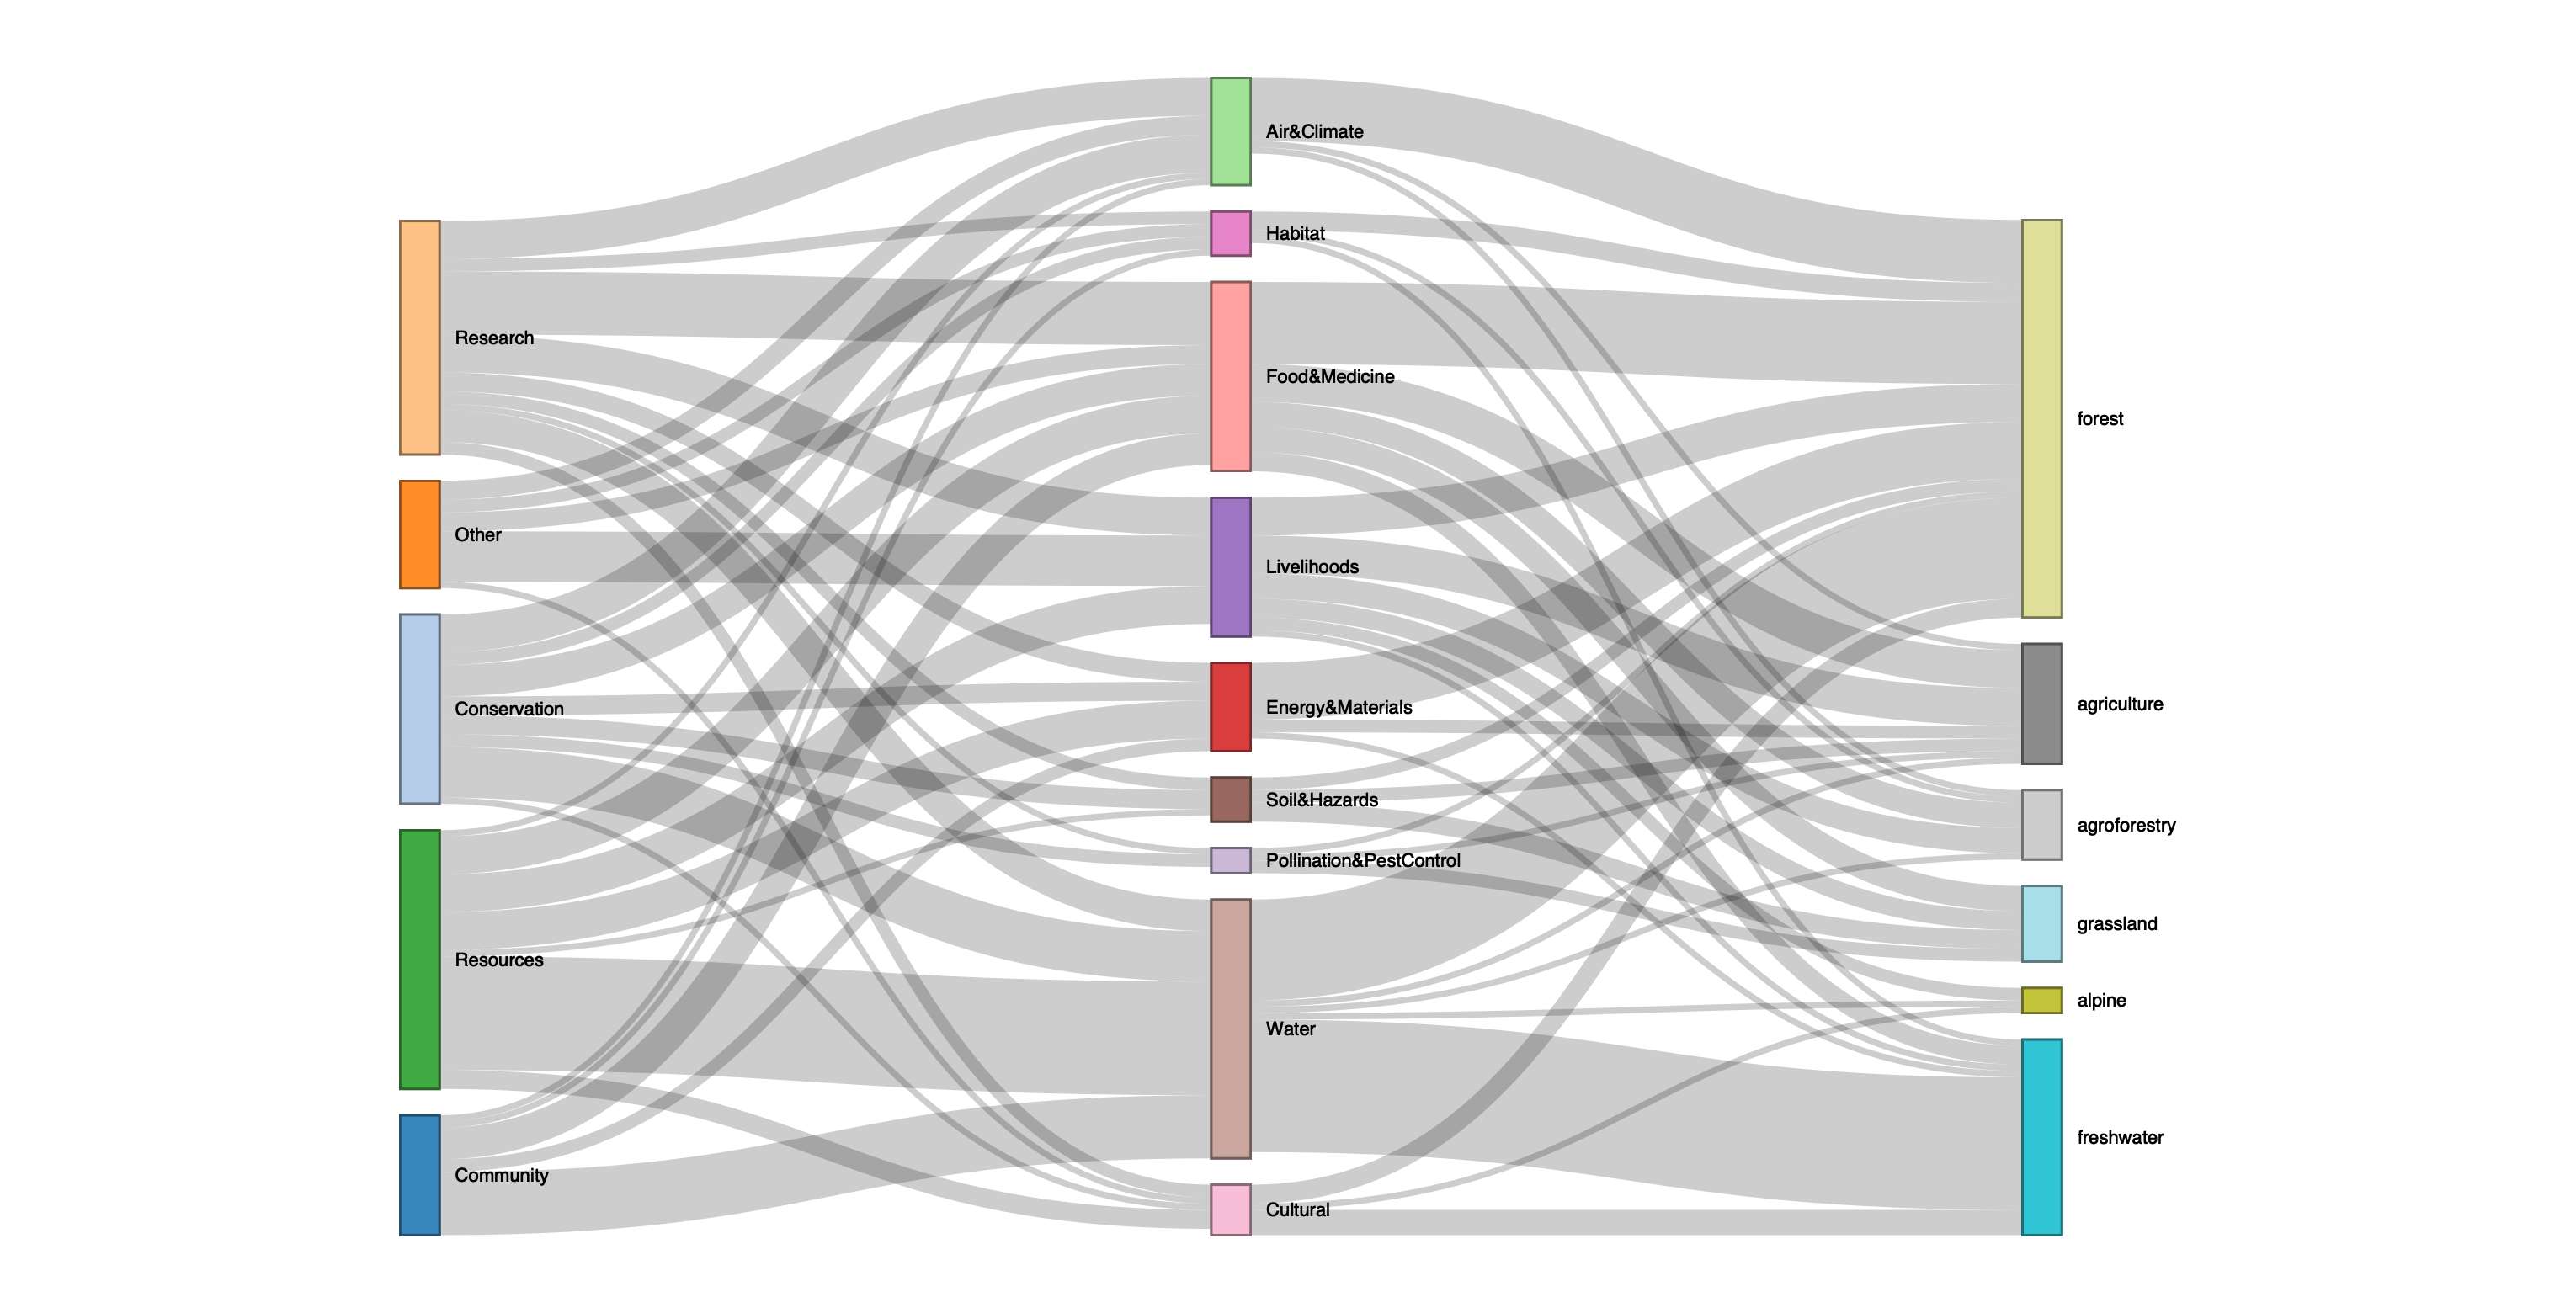 Research
Other
Conservation
Resources
Community
Air&Climate
Habitat
Food&Medicine
Livelihoods
Energy&Materials
Soil&Hazards
Pollination&PestControl
Water
Cultural
forest
agriculture
agroforestry
grassland
alpine
freshwater